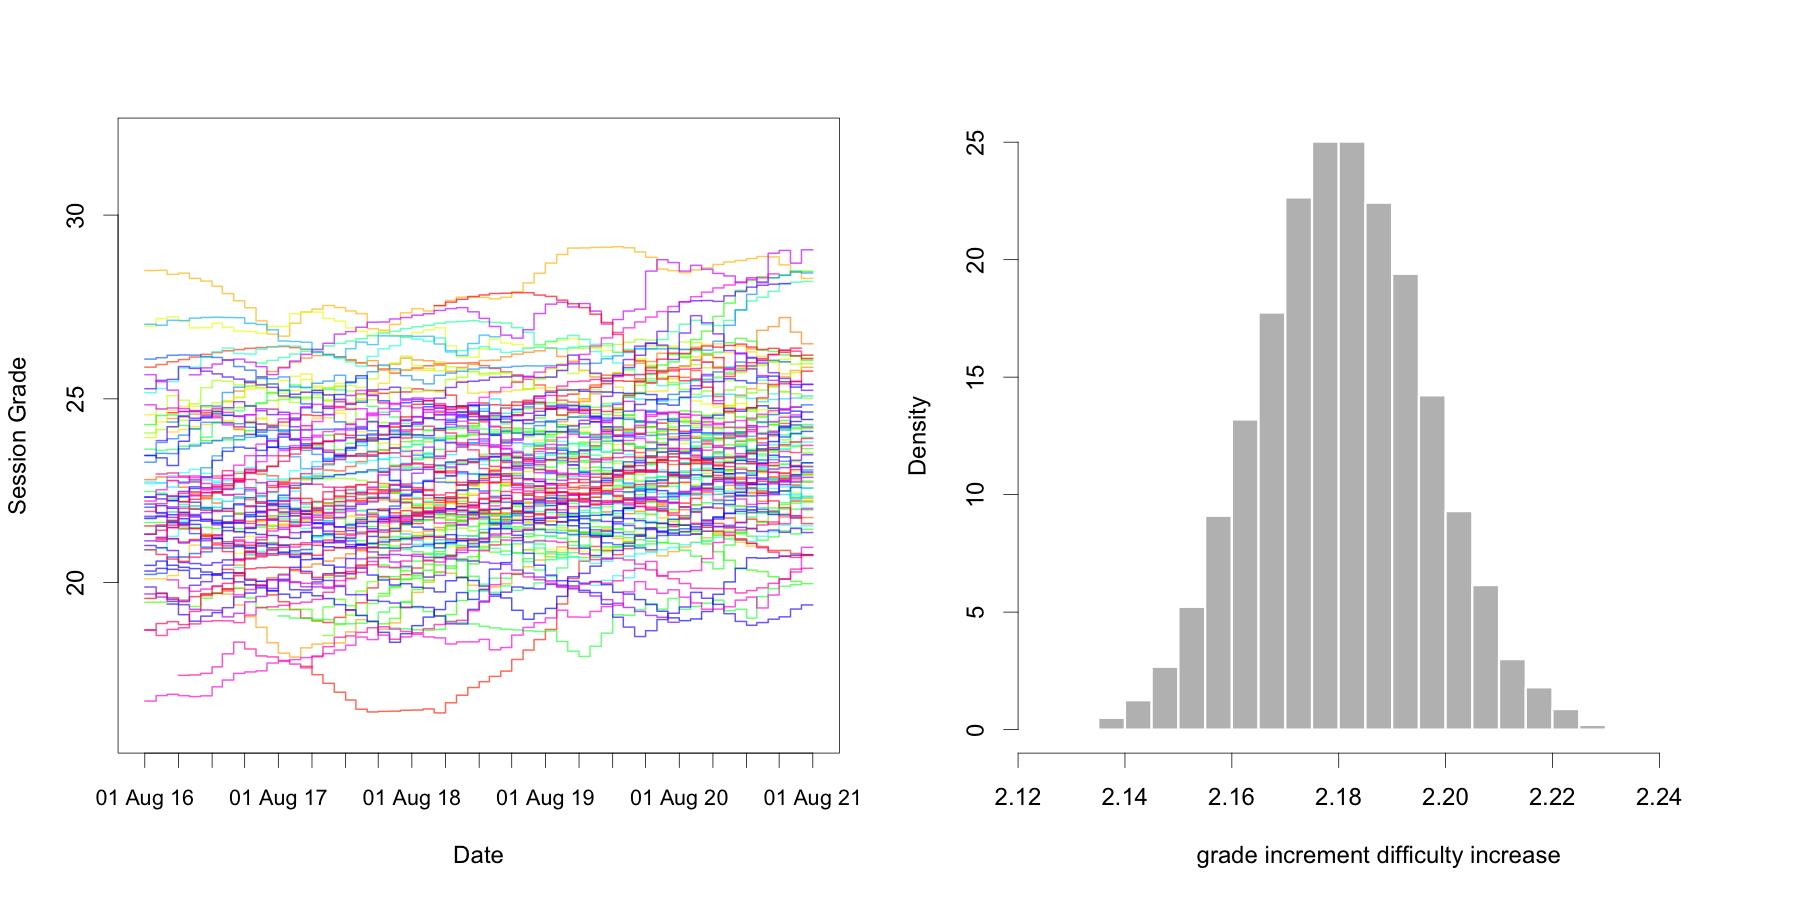 Session Grade
30
25
20
01 Aug 16 01 Aug 17 01 Aug 18 01 Aug 19 01 Aug 20 01 Aug 21
Date
Density
25
20
15
10
5
0
2.12 2.14 2.16 2.18 2.20 2.22 2.24
grade increment difficulty increase